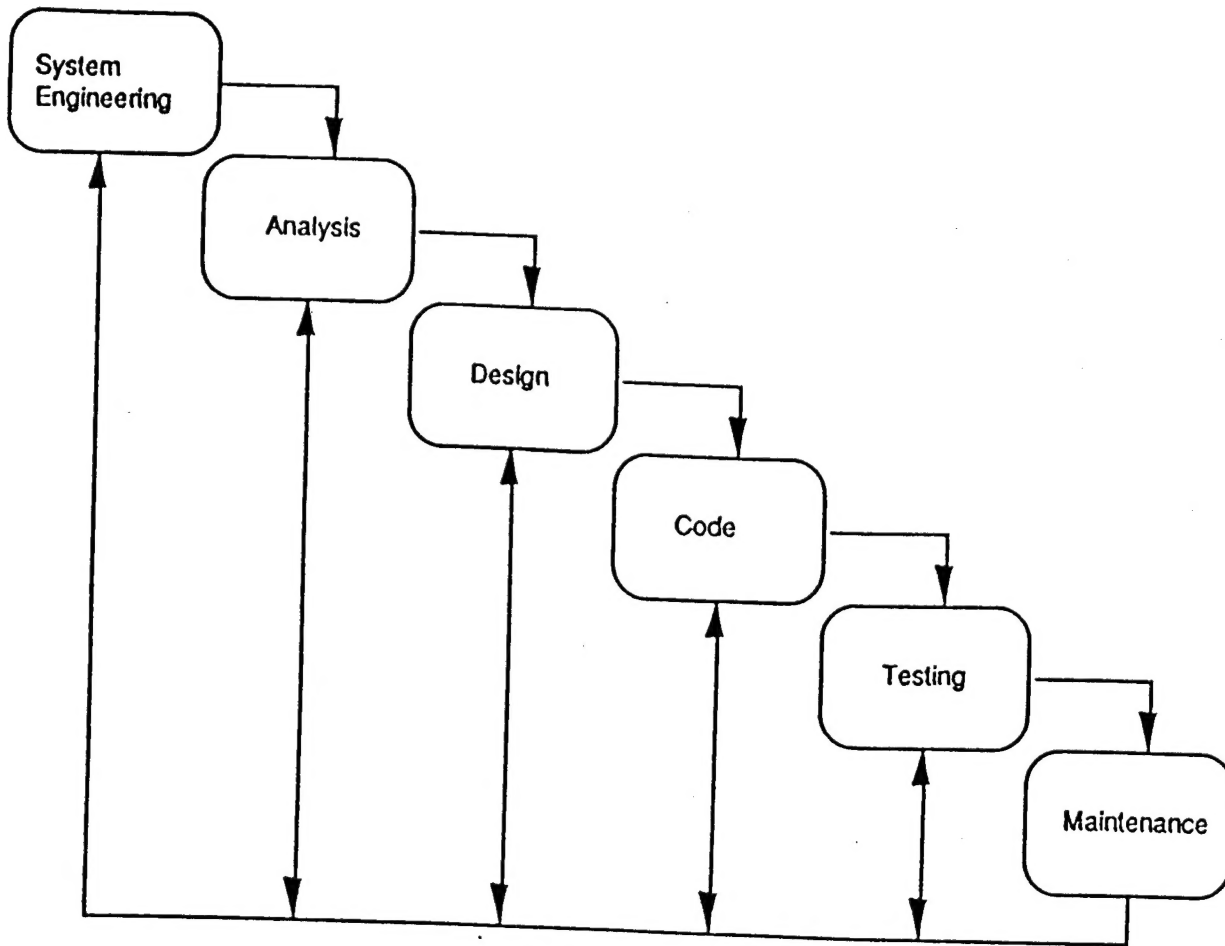 System
Engineering
Analysis
Design
Code
Testing
Maintenance